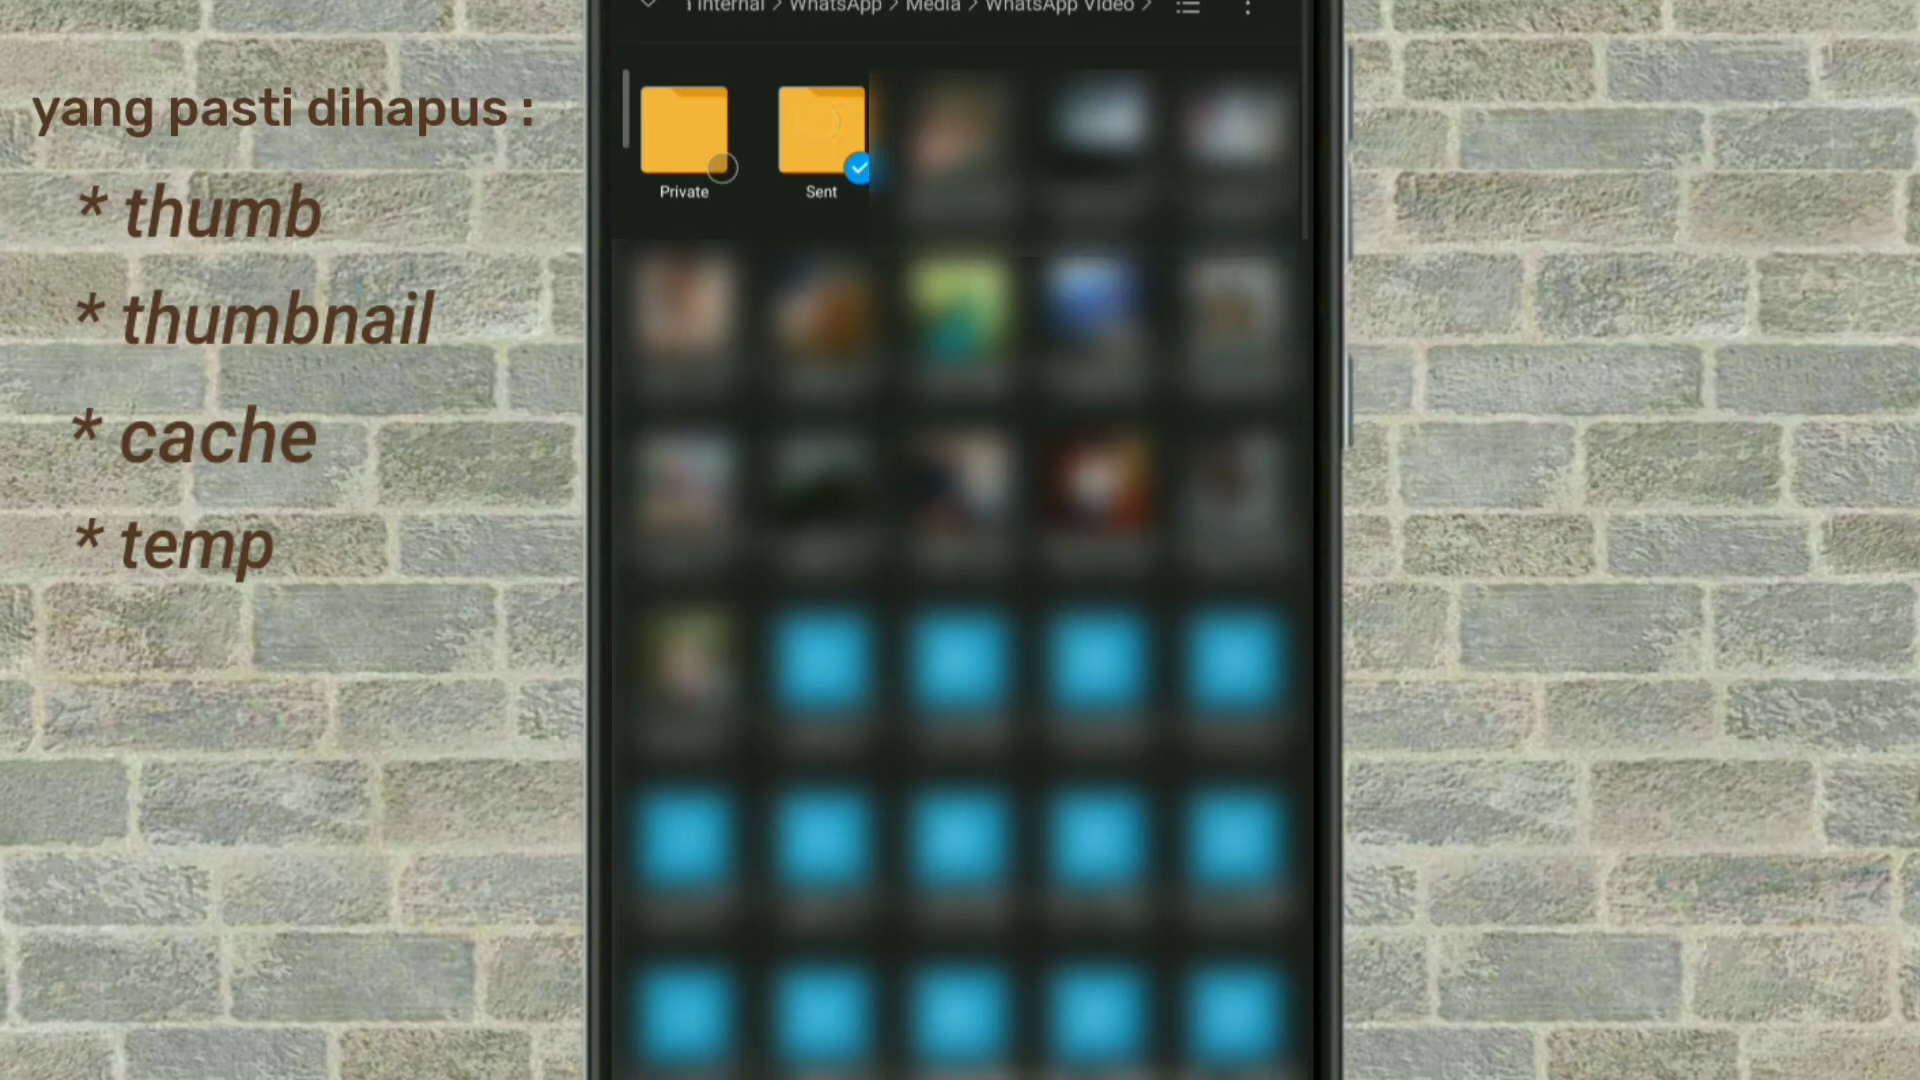 yang pasti dihapus :
* thumb
* thumbnail
* cache
* temp
Internal > WhatsApp > Media > WhatsApp Video >
Private
Sent